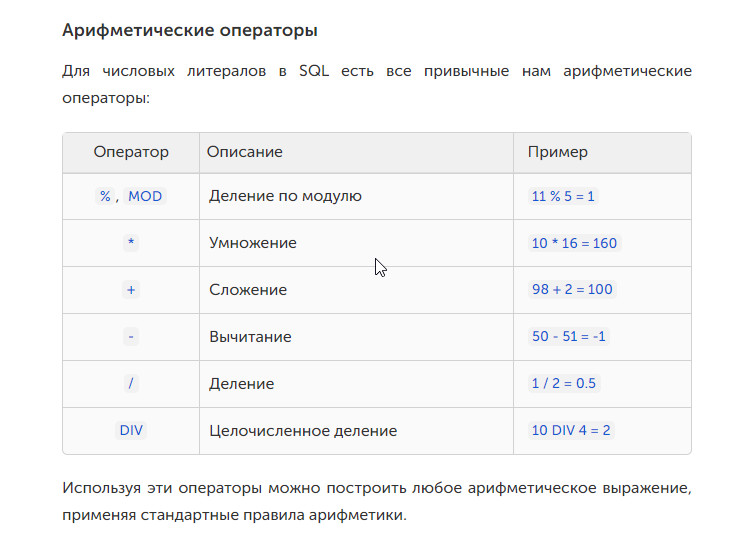 Арифметические операторы
Для числовых литералов в SQL есть все привычные нам арифметические
операторы:
Оператор Описание Пример
%, MOD Деление по модулю 11 % 5 = 1
* Умножение 10 * 16 = 160
+ Сложение 98 + 2 = 100
- Вычитание 50 - 51 = -1
/ Деление 1 / 2 = 0.5
DIV Целочисленное деление 10 DIV 4 = 2
Используя эти операторы можно построить любое арифметическое выражение,
применяя стандартные правила арифметики.